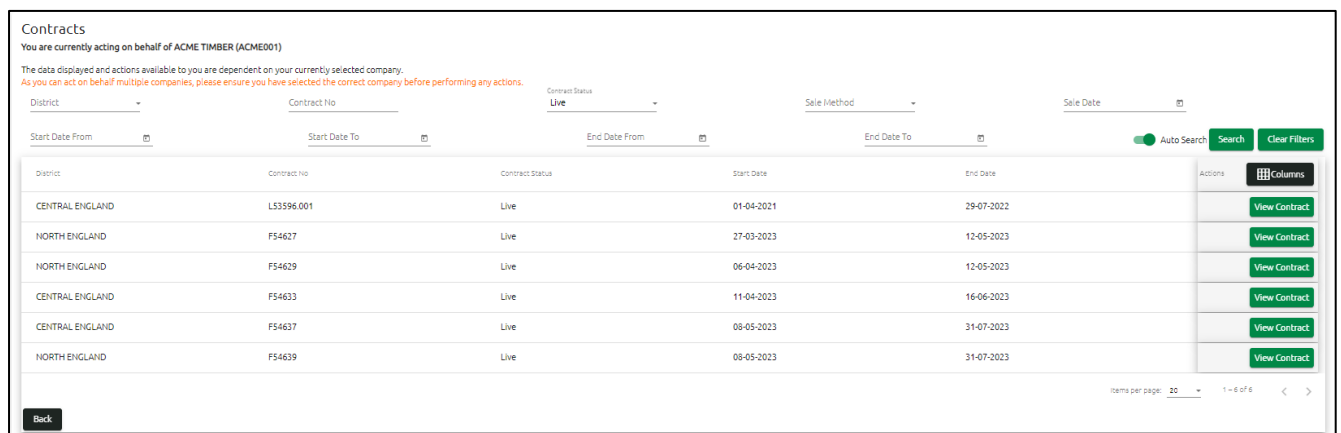 Contracts
You are currently acting on behalf of ACME TIMBER (ACME001)
The data displayed and actions available to you are dependent on your currently selected company.
As you can act on behalf multiple companies, please ensure you have selected the correct company before performing any actions.
Contract Status
District Contract No Live Sale Method Sale Date
Start Date From Start Date To End Date From End Date To Auto Search Search Clear Filters
District Contract No Contract Status Start Date End Date Actions Columns
CENTRAL ENGLAND L53596.001 Live 01-04-2021 29-07-2022 View Contract
NORTH ENGLAND F54627 Live 27-03-2023 12-05-2023 View Contract
NORTH ENGLAND F54629 Live 06-04-2023 12-05-2023 View Contract
CENTRAL ENGLAND F54633 Live 11-04-2023 16-06-2023 View Contract
CENTRAL ENGLAND F54637 Live 08-05-2023 31-07-2023 View Contract
NORTH ENGLAND F54639 Live 08-05-2023 31-07-2023 View Contract
Items per page: 20 1 – 6 of 6
Back